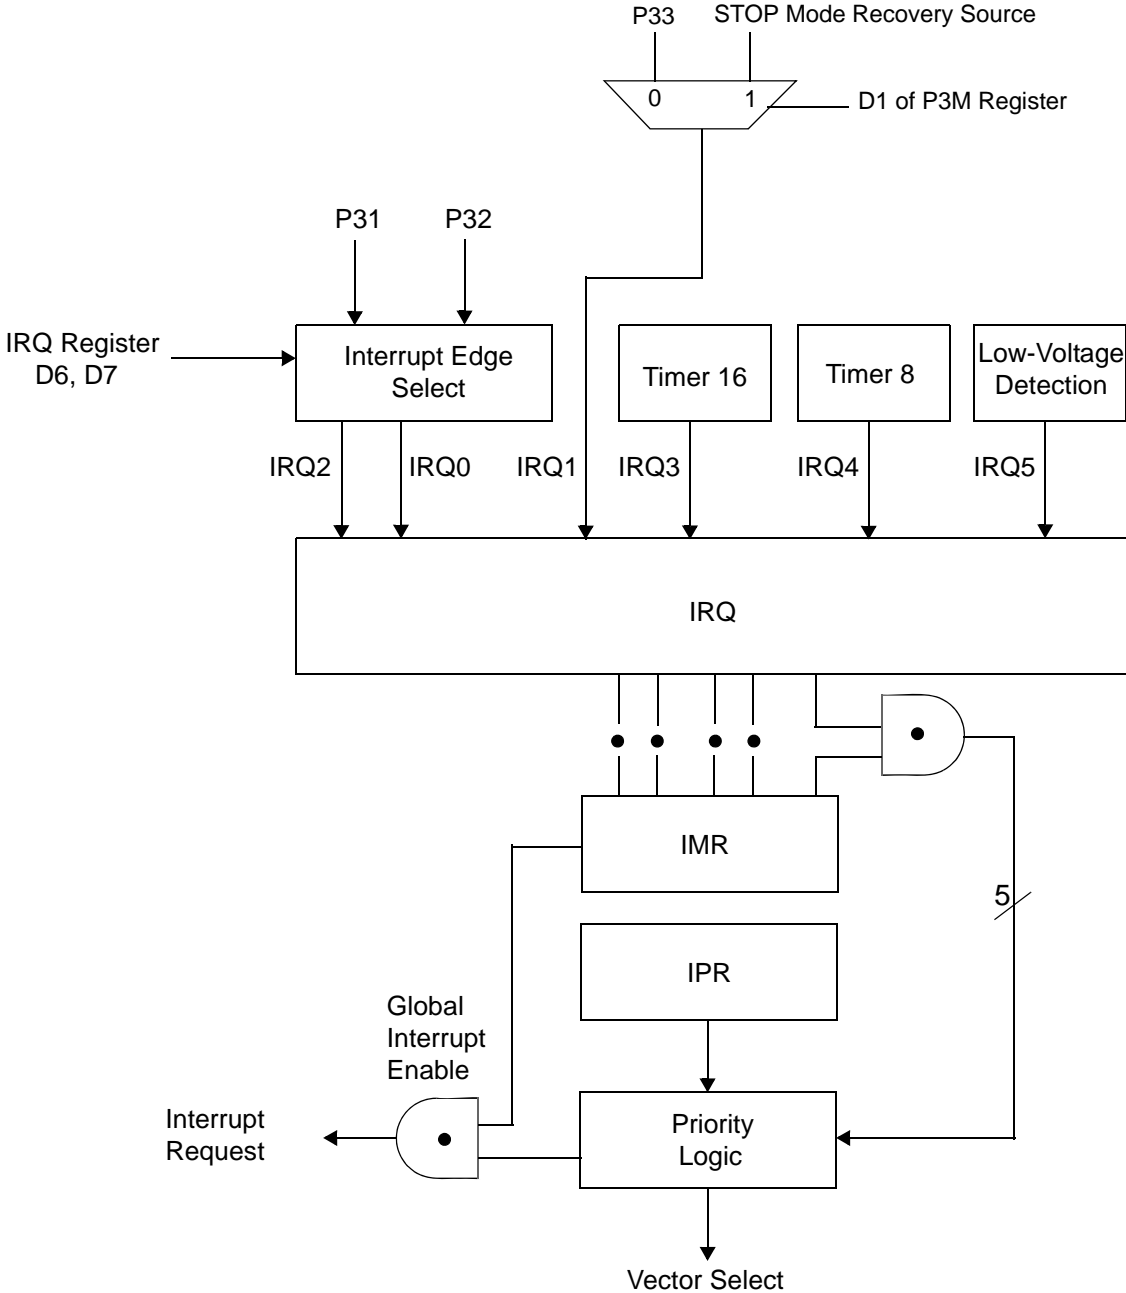 P33
STOP Mode Recovery Source
0
1
D1 of P3M Register
P31
P32
IRQ Register
D6, D7
Interrupt Edge
Select
Timer 16
Timer 8
Low-Voltage
Detection
IRQ2
IRQ0
IRQ1
IRQ3
IRQ4
IRQ5
IRQ
IMR
5
IPR
Global
Interrupt
Enable
Interrupt
Request
Priority
Logic
Vector Select